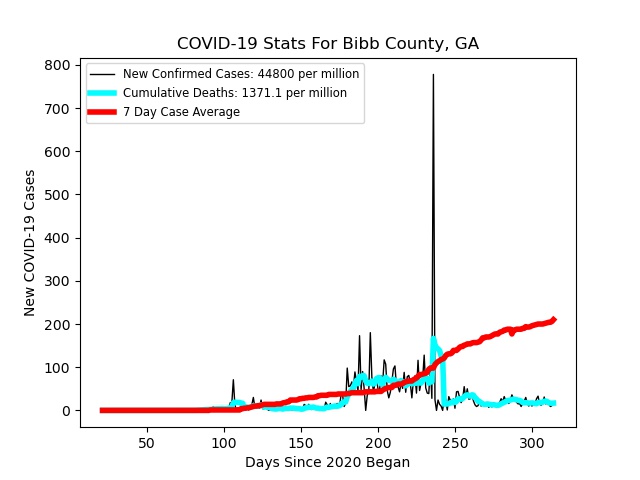 COVID-19 Stats For Bibb County, GA
New Confirmed Cases: 44800 per million
Cumulative Deaths: 1371.1 per million
7 Day Case Average
800
700
600
500
400
300
200
100
0
New COVID-19 Cases
50 100 150 200 250 300
Days Since 2020 Began